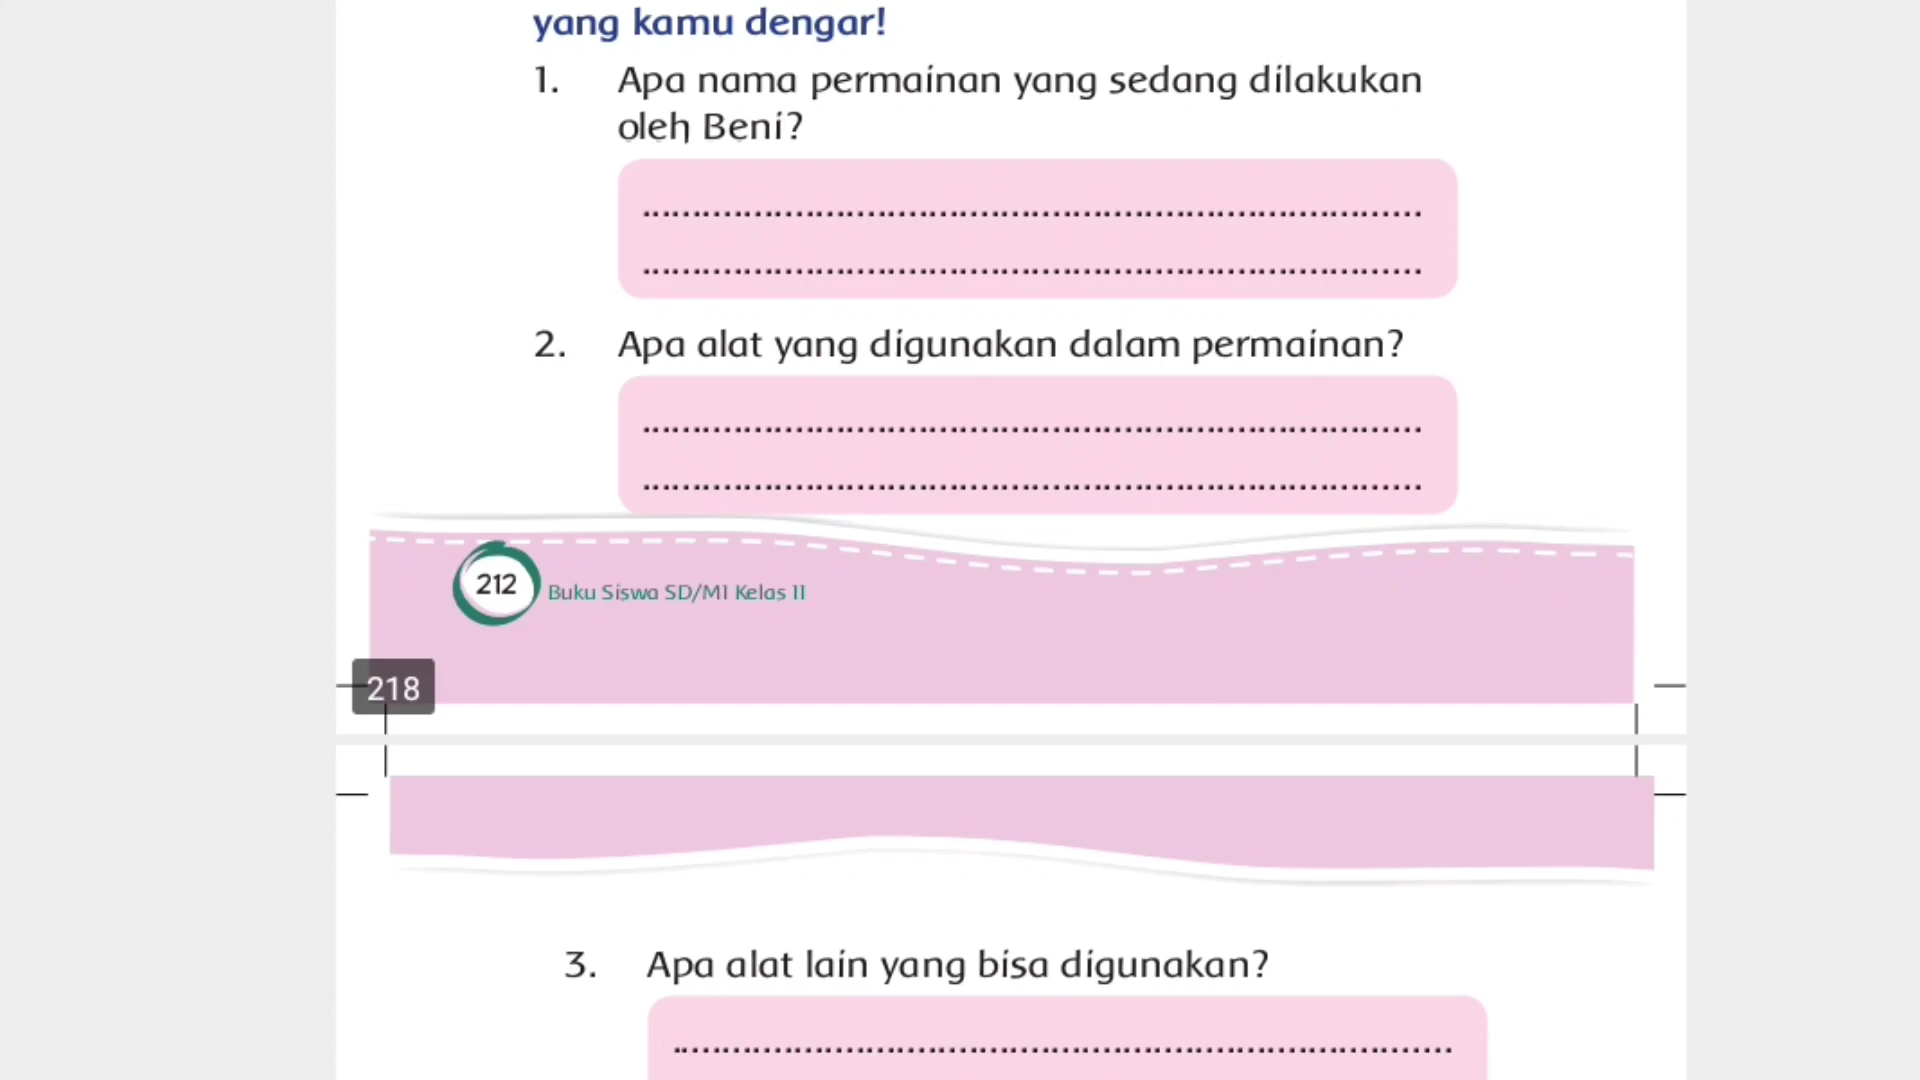 yang kamu dengar!
1. Apa nama permainan yang sedang dilakukan
oleh Beni?
2. Apa alat yang digunakan dalam permainan?
212 Buku Siswa SD/MI Kelas II
218
3. Apa alat lain yang bisa digunakan?